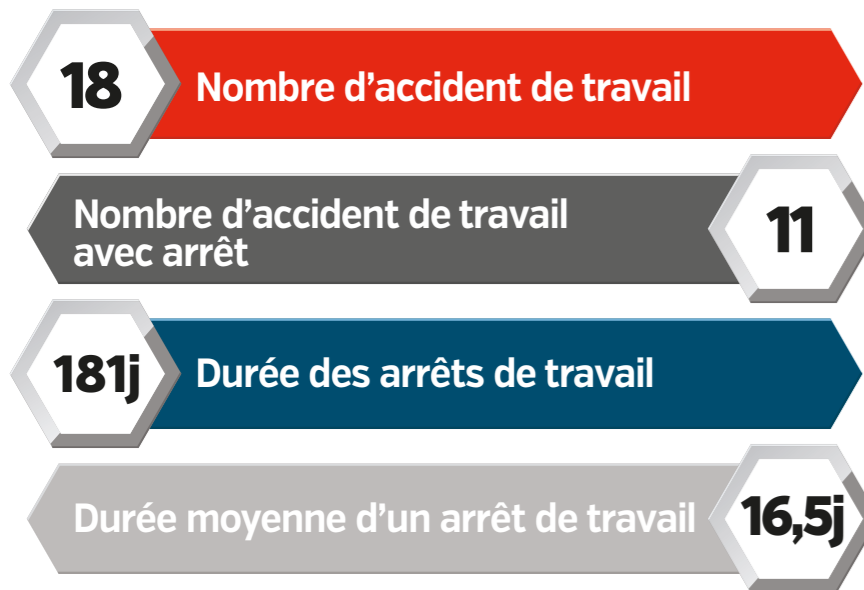 18
Nombre d’accident de travail
Nombre d’accident de travail
avec arrêt
11
181j
Durée des arrêts de travail
Durée moyenne d’un arrêt de travail
16,5j